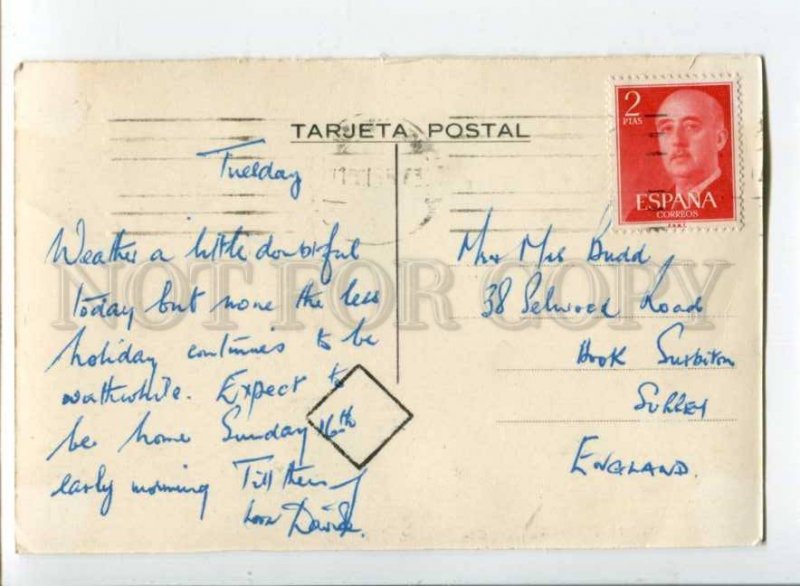 TARJETA POSTAL
2
PTAS
ESPAÑA
CORREOS
Tuesday
Weather a little doubtful
today but none the less
holiday continues to be
worthwhile. Expect to
be home Sunday 16th
early morning Till then
love
Mr & Mrs Budd,
38 Selwood Road
Hook Surbiton
SURREY
ENGLAND.
NOT FOR COPY